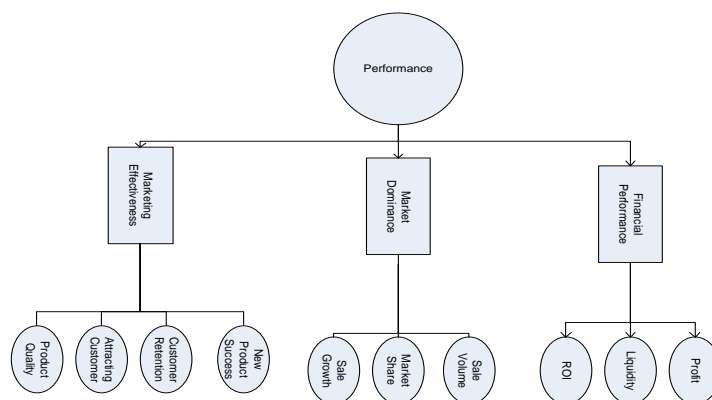 Performance
Marketing
Effectiveness
Market
Dominance
Financial
Performance
Product
Quality
Attracting
Customer
Customer
Retention
New
Product
Success
Sale
Growth
Market
Share
Sale
Volume
ROI
Liquidity
Profit